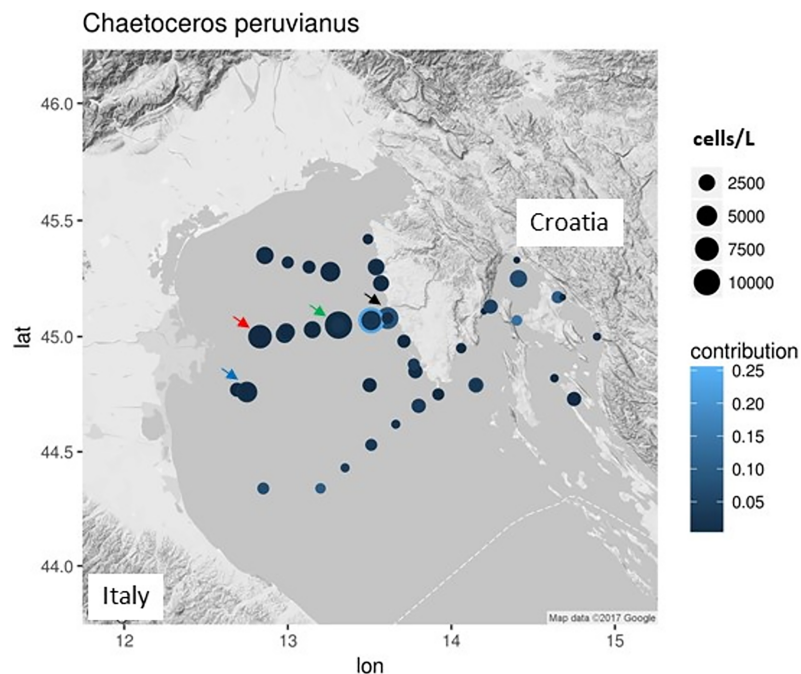 Chaetoceros peruvianus
46.0
45.5
45.0
44.5
44.0
lat
12
13
14
15
lon
Croatia
Italy
Map data ©2017 Google
cells/L
2500
5000
7500
10000
contribution
0.25
0.20
0.15
0.10
0.05